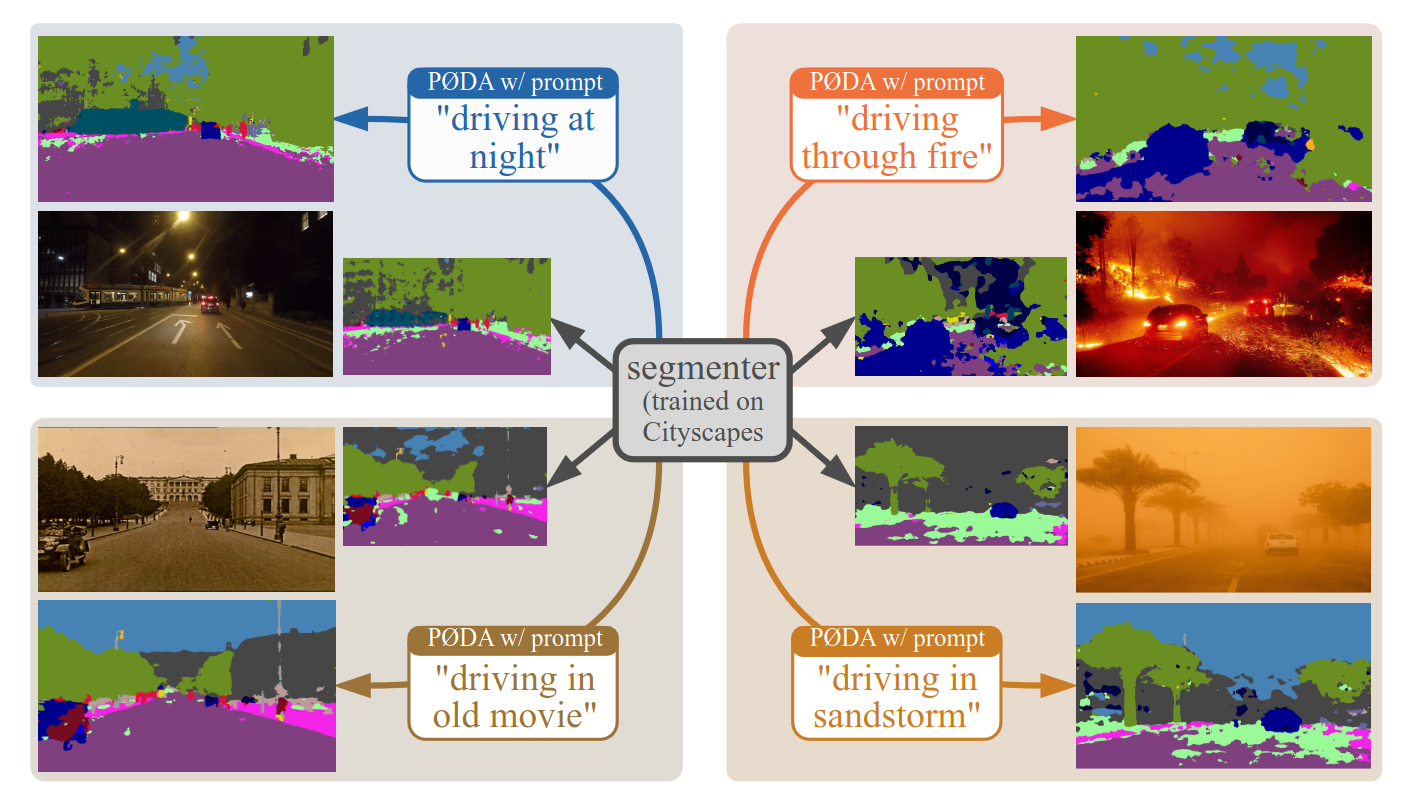 PØDA w/ prompt
"driving at
night"
PØDA w/ prompt
"driving
through fire"
segmenter
(trained on
Cityscapes
PØDA w/ prompt
"driving in
old movie"
PØDA w/ prompt
"driving in
sandstorm"